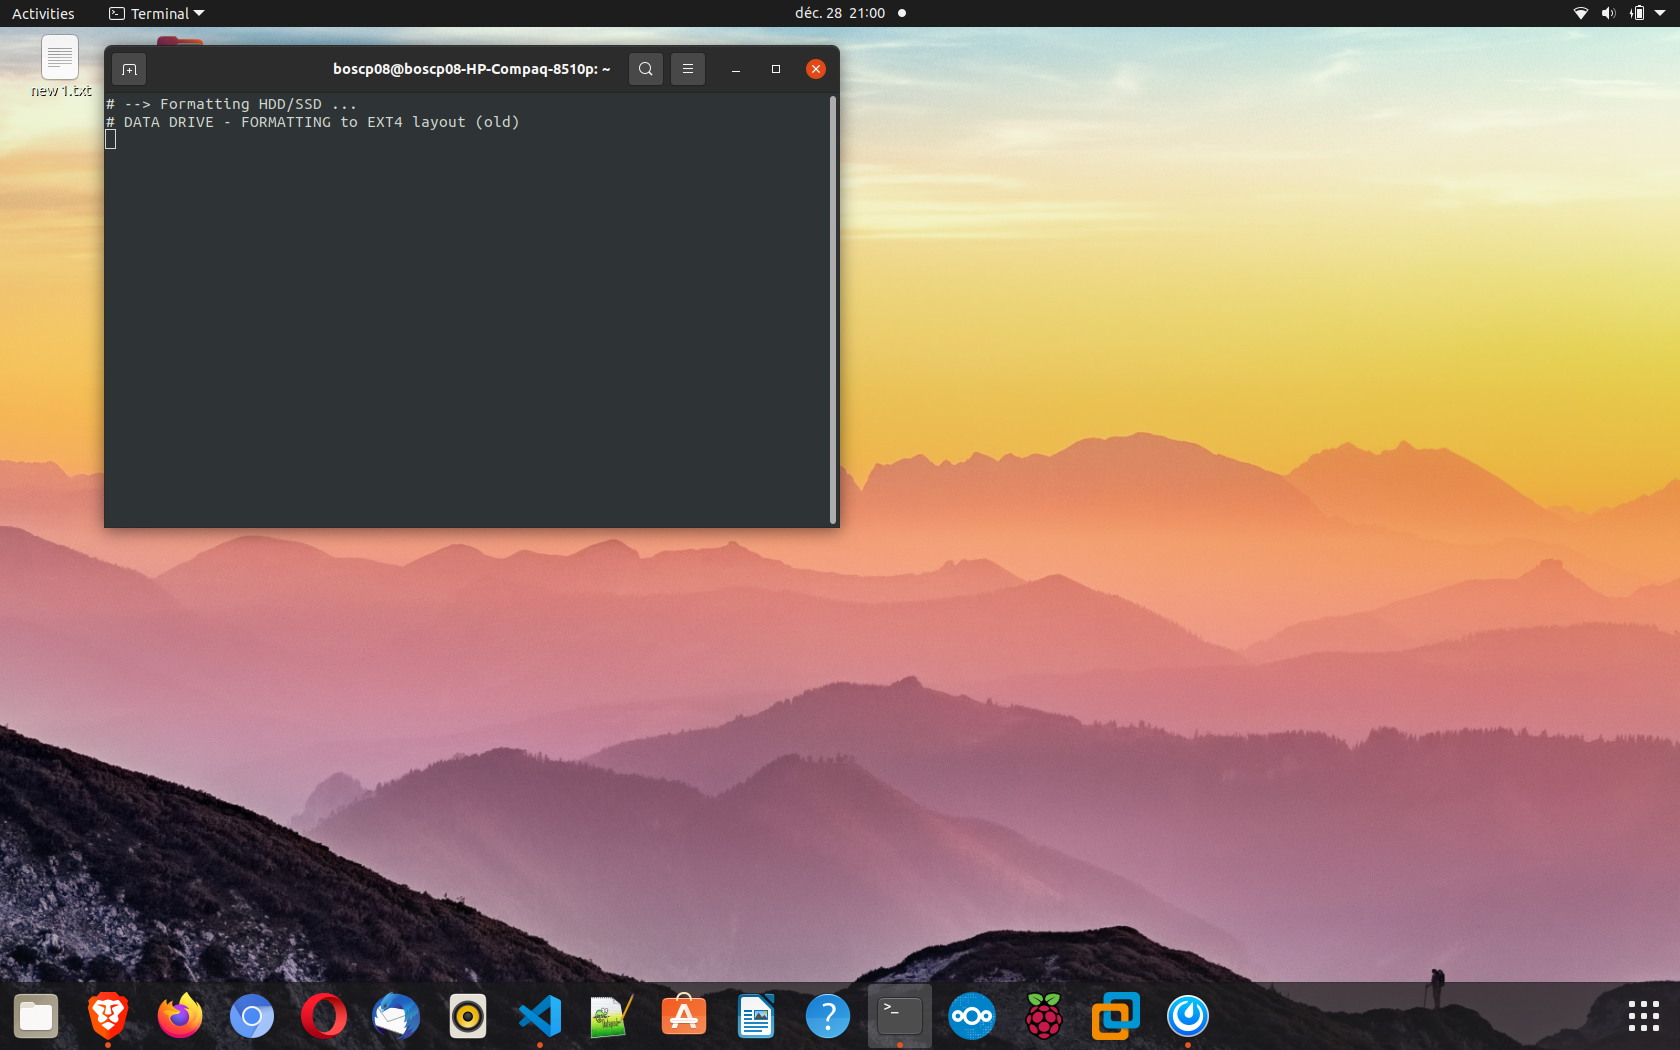 Activities
Terminal
déc. 28 21:00
new 1.txt
boscp08@boscp08-HP-Compaq-8510p: ~
# --> Formatting HDD/SSD ...
# DATA DRIVE - FORMATTING to EXT4 layout (old)
>_